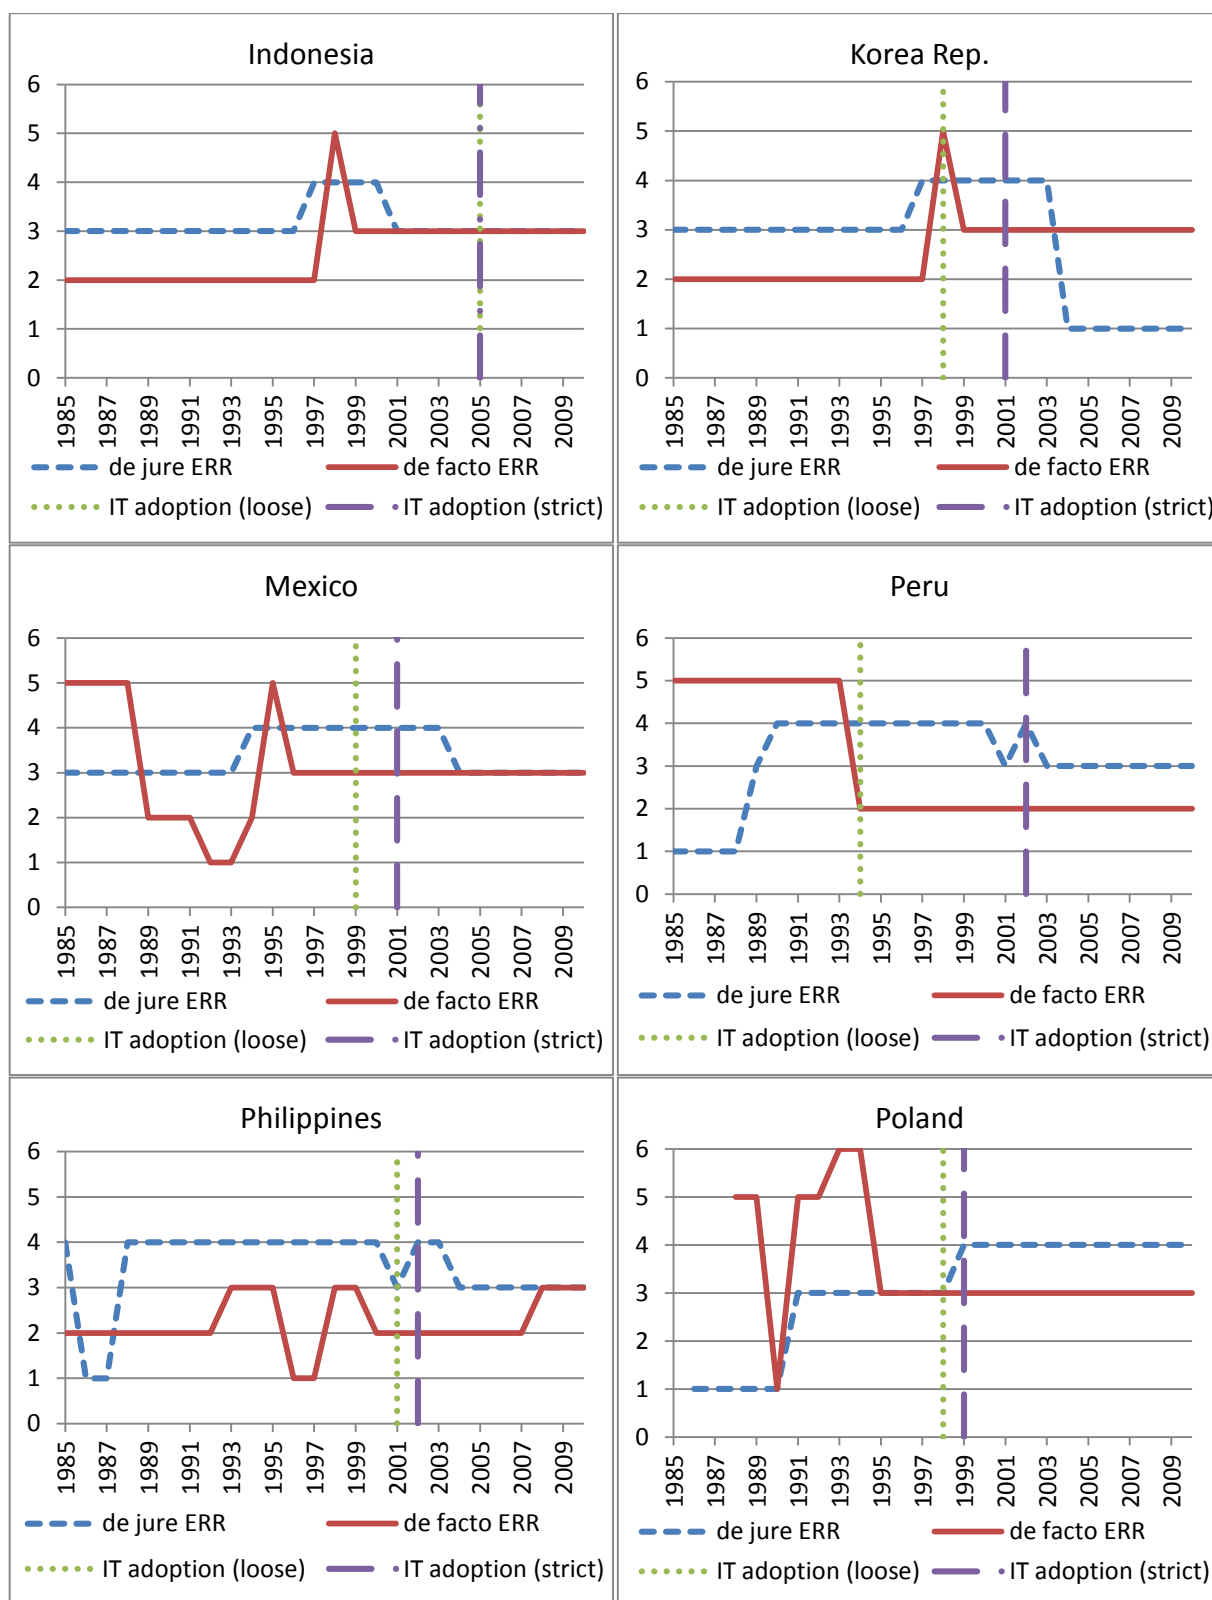 Indonesia
6
5
4
3
2
1
0
1985 1987 1989 1991 1993 1995 1997 1999 2001 2003 2005 2007 2009
de jure ERR de facto ERR
IT adoption (loose) IT adoption (strict)
Korea Rep.
6
5
4
3
2
1
0
1985 1987 1989 1991 1993 1995 1997 1999 2001 2003 2005 2007 2009
de jure ERR de facto ERR
IT adoption (loose) IT adoption (strict)
Mexico
6
5
4
3
2
1
0
1985 1987 1989 1991 1993 1995 1997 1999 2001 2003 2005 2007 2009
de jure ERR de facto ERR
IT adoption (loose) IT adoption (strict)
Peru
6
5
4
3
2
1
0
1985 1987 1989 1991 1993 1995 1997 1999 2001 2003 2005 2007 2009
de jure ERR de facto ERR
IT adoption (loose) IT adoption (strict)
Philippines
6
5
4
3
2
1
0
1985 1987 1989 1991 1993 1995 1997 1999 2001 2003 2005 2007 2009
de jure ERR de facto ERR
IT adoption (loose) IT adoption (strict)
Poland
6
5
4
3
2
1
0
1985 1987 1989 1991 1993 1995 1997 1999 2001 2003 2005 2007 2009
de jure ERR de facto ERR
IT adoption (loose) IT adoption (strict)